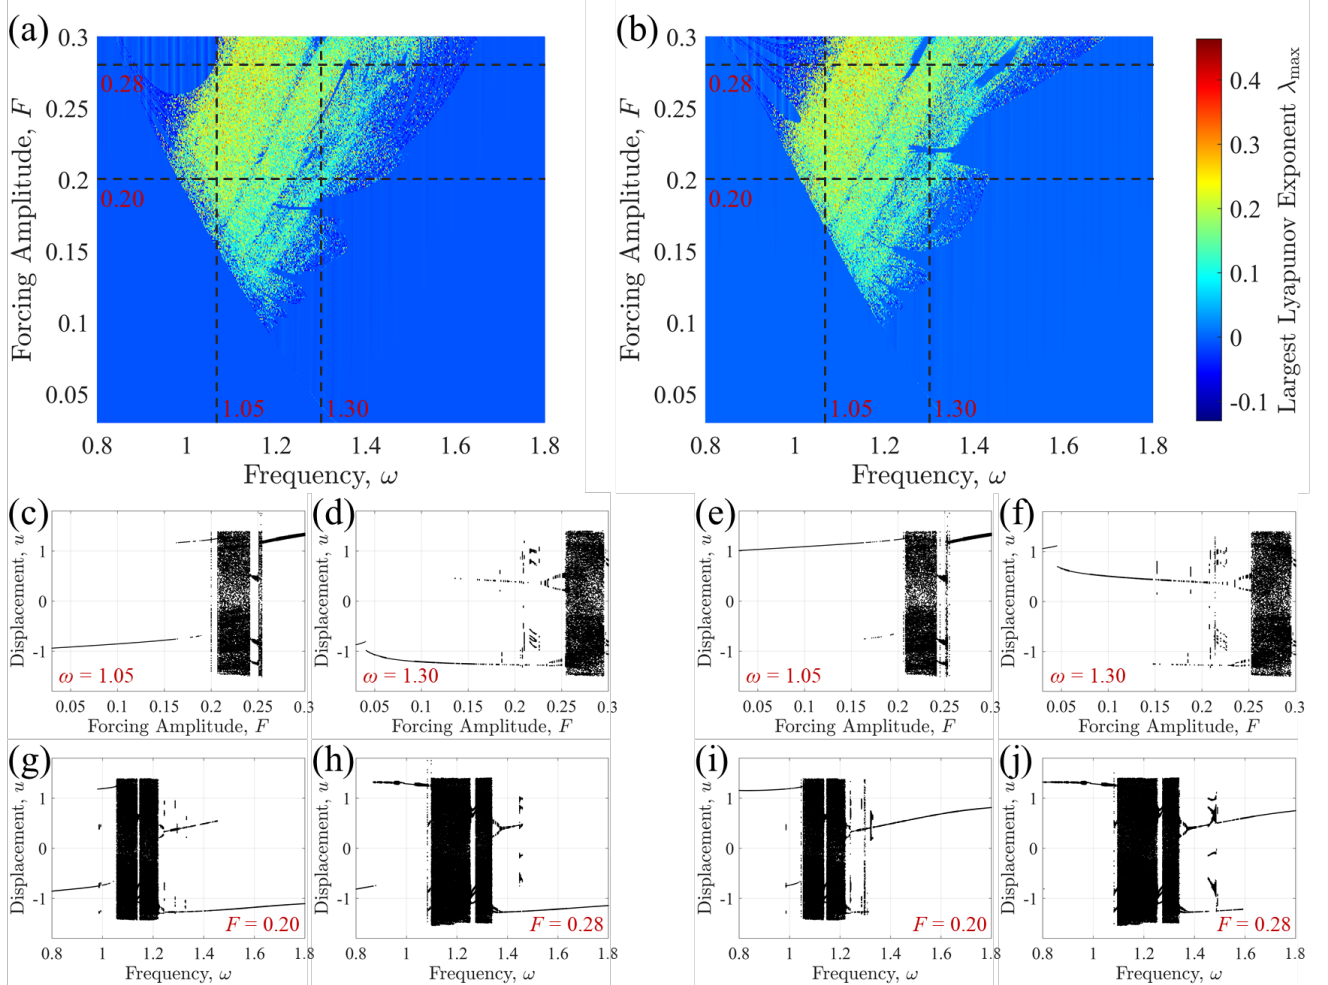 (a)
0.3
0.25
0.2
0.15
0.1
0.05
Forcing Amplitude, F
0.28
0.20
1.05
1.30
0.8
1
1.2
1.4
1.6
1.8
Frequency, ω
(b)
0.3
0.25
0.2
0.15
0.1
0.05
Forcing Amplitude, F
0.28
0.20
1.05
1.30
0.8
1
1.2
1.4
1.6
1.8
Frequency, ω
0.4
0.3
0.2
0.1
0
-0.1
Largest Lyapunov Exponent λmax
(c)
Displacement, u
1
0
-1
ω = 1.05
0.05
0.1
0.15
0.2
0.25
0.3
Forcing Amplitude, F
(d)
Displacement, u
1
0
-1
ω = 1.30
0.05
0.1
0.15
0.2
0.25
0.3
Forcing Amplitude, F
(e)
Displacement, u
1
0
-1
ω = 1.05
0.05
0.1
0.15
0.2
0.25
0.3
Forcing Amplitude, F
(f)
Displacement, u
1
0
-1
ω = 1.30
0.05
0.1
0.15
0.2
0.25
0.3
Forcing Amplitude, F
(g)
Displacement, u
1
0
-1
F = 0.20
0.8
1
1.2
1.4
1.6
1.8
Frequency, ω
(h)
Displacement, u
1
0
-1
F = 0.28
0.8
1
1.2
1.4
1.6
1.8
Frequency, ω
(i)
Displacement, u
1
0
-1
F = 0.20
0.8
1
1.2
1.4
1.6
1.8
Frequency, ω
(j)
Displacement, u
1
0
-1
F = 0.28
0.8
1
1.2
1.4
1.6
1.8
Frequency, ω